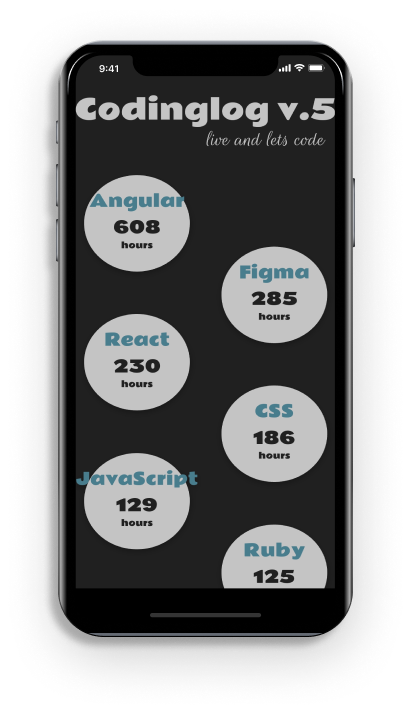 9:41
Codinglog v.5
live and lets code
Angular
608
hours
Figma
285
hours
React
230
hours
CSS
186
hours
JavaScript
129
hours
Ruby
125